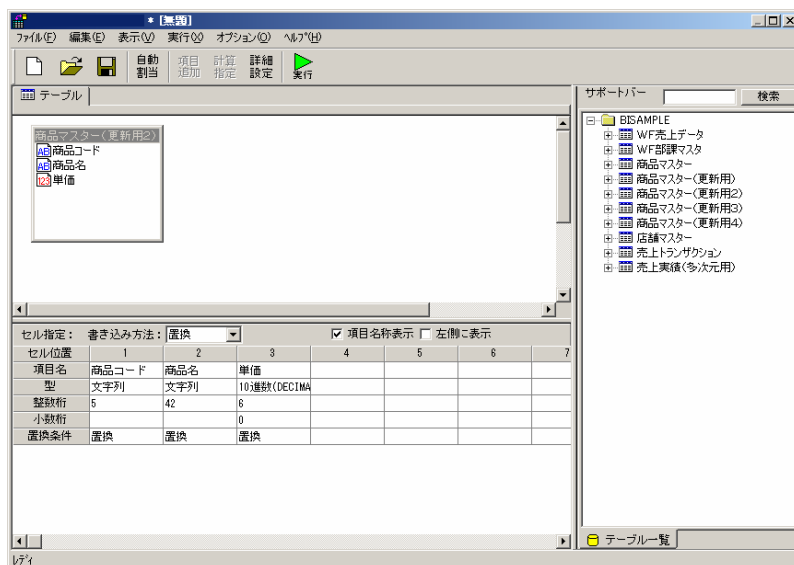 * [無題]
ファイル(F) 編集(E) 表示(V) 実行(X) オプション(O) ヘルプ(H)
自動割当 項目追加 計算指定 詳細設定 実行
テーブル
商品マスター(更新用2)
AB 商品コード
AB 商品名
123 単価
サポートバー 検索
BISAMPLE
WF売上データ
WF部課マスタ
商品マスター
商品マスター(更新用)
商品マスター(更新用2)
商品マスター(更新用3)
商品マスター(更新用4)
店舗マスター
売上トランザクション
売上実績(多次元用)
セル指定： 書き込み方法： 置換 項目名称表示 左側に表示
セル位置 1 2 3 4 5 6 7
項目名 商品コード 商品名 単価
型 文字列 文字列 10進数(DECIMA
整数桁 5 42 6
小数桁 0
置換条件 置換 置換 置換
テーブル一覧
レディ